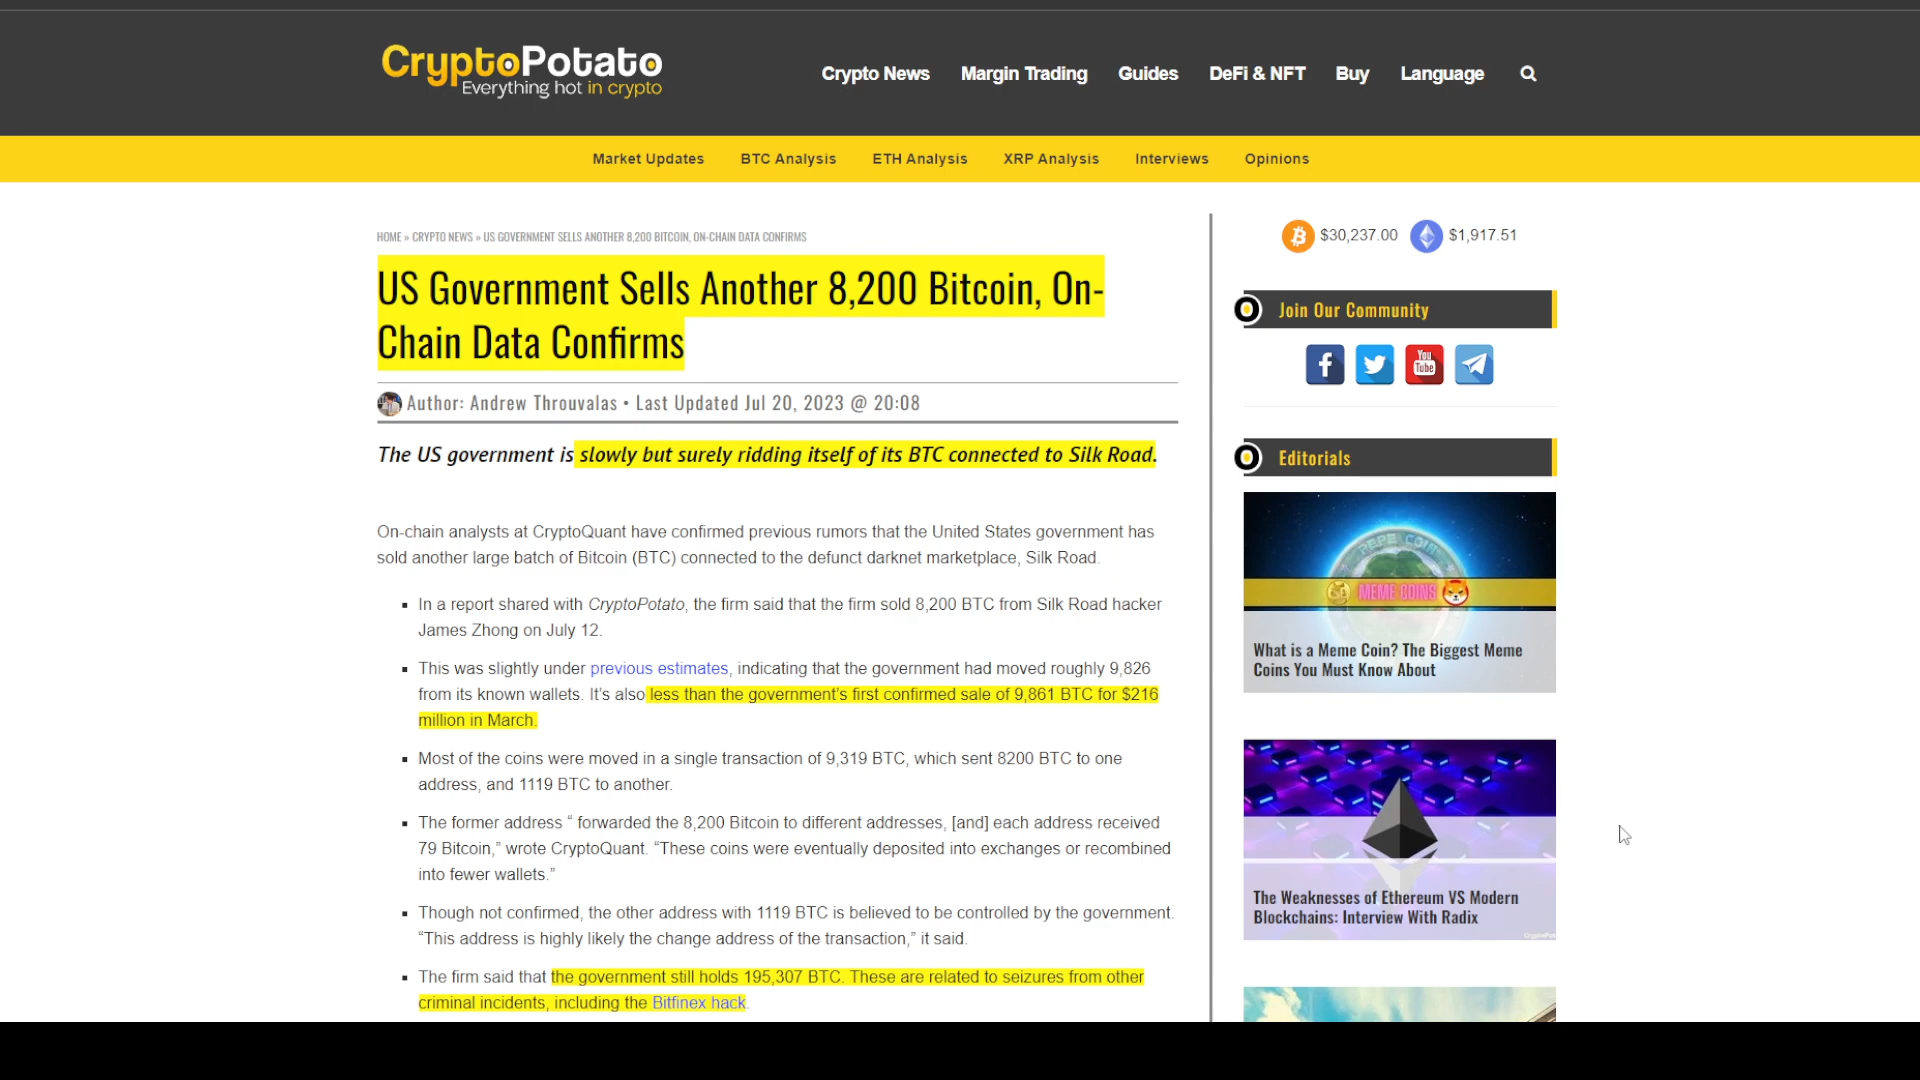 CryptoPotato
Everything hot in crypto
Crypto News Margin Trading Guides DeFi & NFT Buy Language
Market Updates BTC Analysis ETH Analysis XRP Analysis Interviews Opinions
HOME » CRYPTO NEWS » US GOVERNMENT SELLS ANOTHER 8,200 BITCOIN, ON-CHAIN DATA CONFIRMS
US Government Sells Another 8,200 Bitcoin, On-
Chain Data Confirms
Author: Andrew Throuvalas • Last Updated Jul 20, 2023 @ 20:08
The US government is slowly but surely ridding itself of its BTC connected to Silk Road.
On-chain analysts at CryptoQuant have confirmed previous rumors that the United States government has
sold another large batch of Bitcoin (BTC) connected to the defunct darknet marketplace, Silk Road.
▪ In a report shared with CryptoPotato, the firm said that the firm sold 8,200 BTC from Silk Road hacker
James Zhong on July 12.
▪ This was slightly under previous estimates, indicating that the government had moved roughly 9,826
from its known wallets. It’s also less than the government’s first confirmed sale of 9,861 BTC for $216
million in March.
▪ Most of the coins were moved in a single transaction of 9,319 BTC, which sent 8200 BTC to one
address, and 1119 BTC to another.
▪ The former address “ forwarded the 8,200 Bitcoin to different addresses, [and] each address received
79 Bitcoin,” wrote CryptoQuant. “These coins were eventually deposited into exchanges or recombined
into fewer wallets.”
▪ Though not confirmed, the other address with 1119 BTC is believed to be controlled by the government.
“This address is highly likely the change address of the transaction,” it said.
▪ The firm said that the government still holds 195,307 BTC. These are related to seizures from other
criminal incidents, including the Bitfinex hack.
$30,237.00 $1,917.51
Join Our Community
You
Tube
Editorials
PEPE COIN
MEME COINS
What is a Meme Coin? The Biggest Meme
Coins You Must Know About
The Weaknesses of Ethereum VS Modern
Blockchains: Interview With Radix